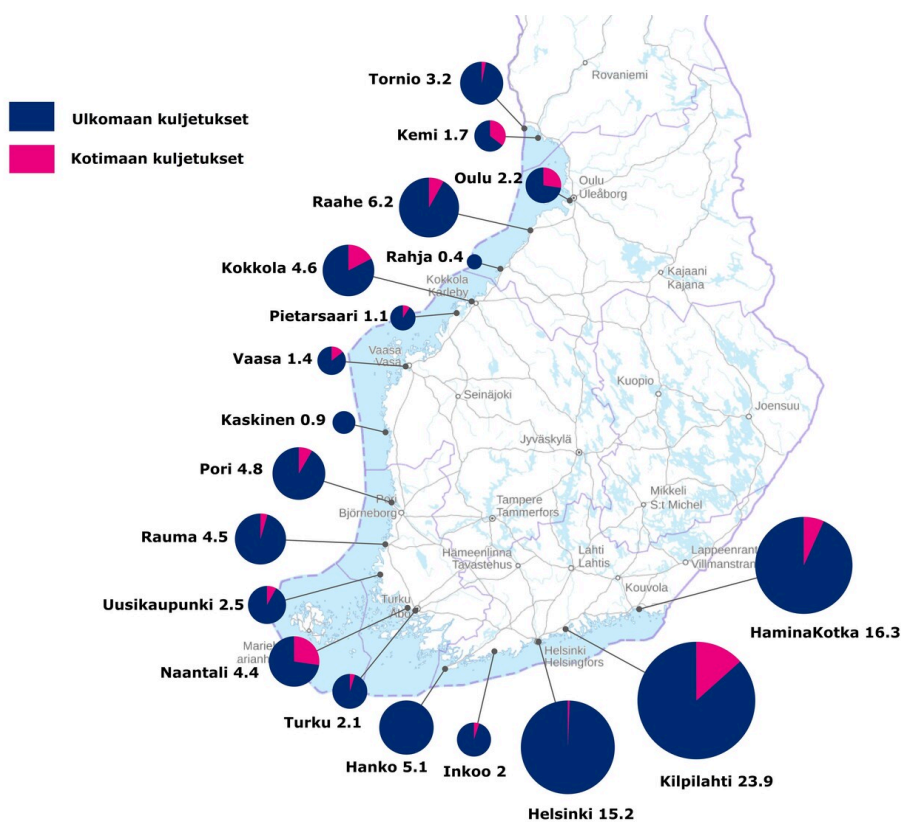 Ulkomaan kuljetukset
Kotimaan kuljetukset
Rovaniemi
Tornio 3.2
Kemi 1.7
Oulu 2.2
Oulu
Uleåborg
Raahe 6.2
Rahja 0.4
Kokkola 4.6
Kokkola
Karleby
Kajaani
Kajana
Pietarsaari 1.1
Vaasa 1.4
Vaasa
Vasa
Seinäjoki
Kuopio
Joensuu
Kaskinen 0.9
Jyväskylä
Pori 4.8
Pori
Björneborg
Tampere
Tammerfors
Mikkeli
S:t Michel
Rauma 4.5
Hämeenlinna
Tavastehus
Lahti
Lahtis
Lappeenrant
Villmanstran
Kouvola
Uusikaupunki 2.5
Turku
Åbo
HaminaKotka 16.3
Marieh
arianh
Helsinki
Helsingfors
Naantali 4.4
Turku 2.1
Hanko 5.1
Inkoo 2
Kilpilahti 23.9
Helsinki 15.2